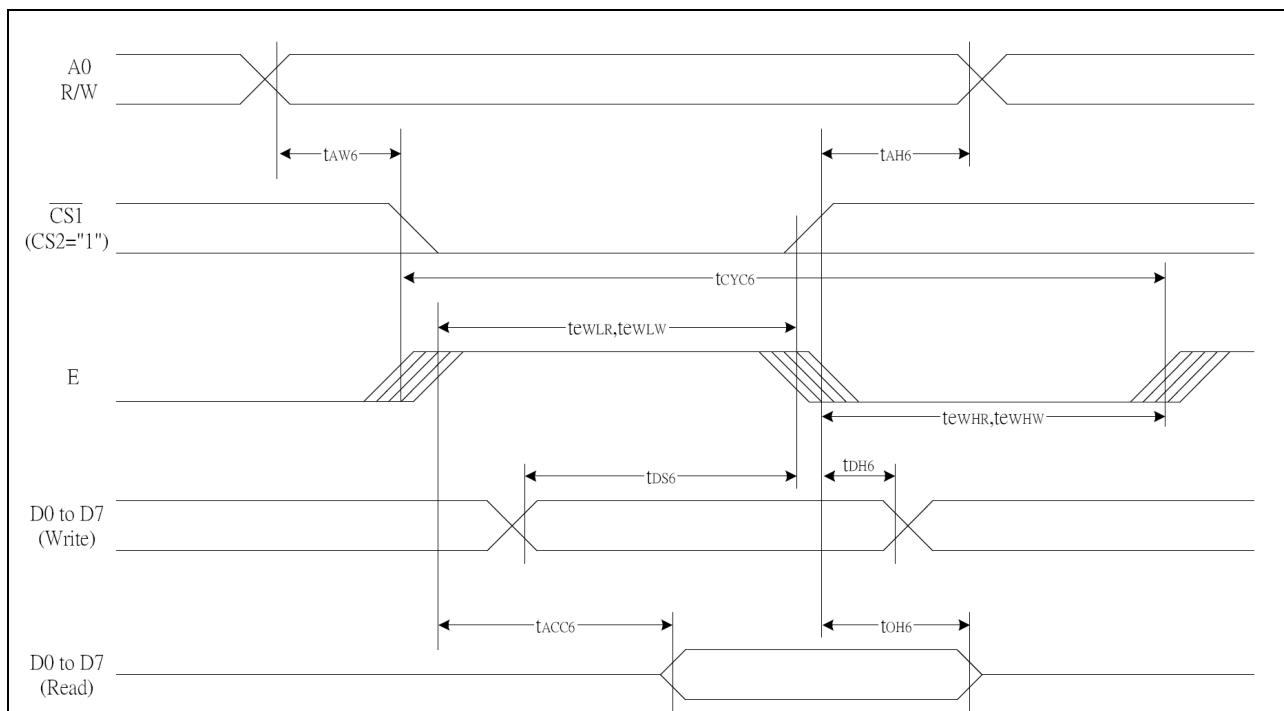 A0
R/W
tAW6
tAH6
CS1
(CS2="1")
tCYC6
tEWLR,tEWLW
E
tEWHR,tEWHW
tDS6
tDH6
D0 to D7
(Write)
tACC6
tOH6
D0 to D7
(Read)